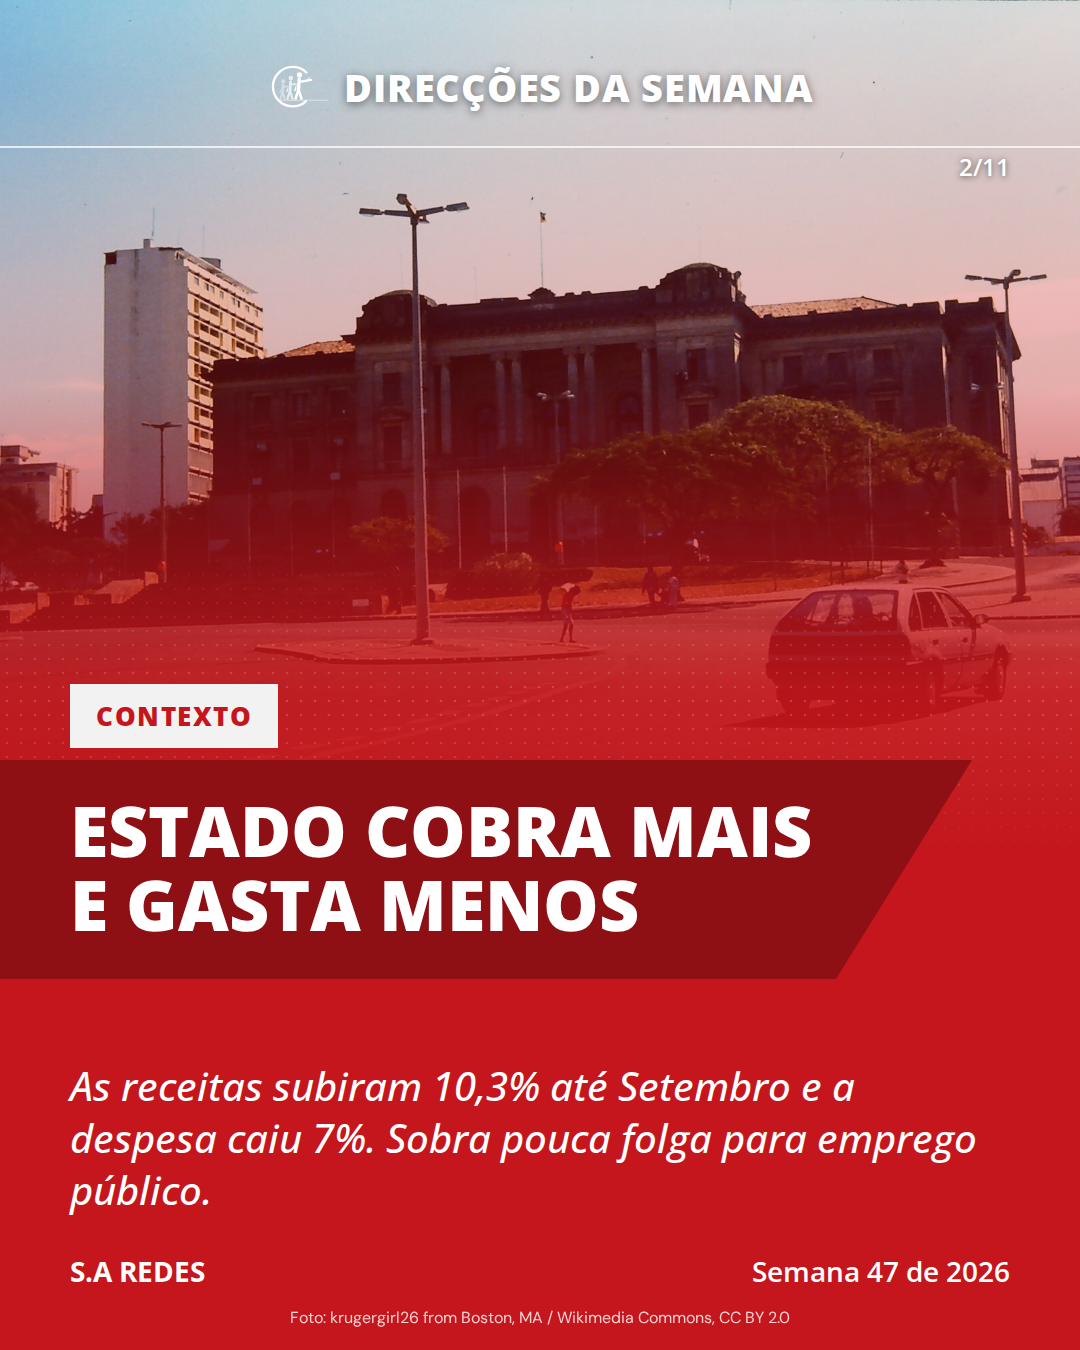 DIRECÇÕES DA SEMANA
2/11
CONTEXTO
ESTADO COBRA MAIS
E GASTA MENOS
As receitas subiram 10,3% até Setembro e a
despesa caiu 7%. Sobra pouca folga para emprego
público.
S.A REDES
Semana 47 de 2026
Foto: krugergirl26 from Boston, MA / Wikimedia Commons, CC BY 2.0